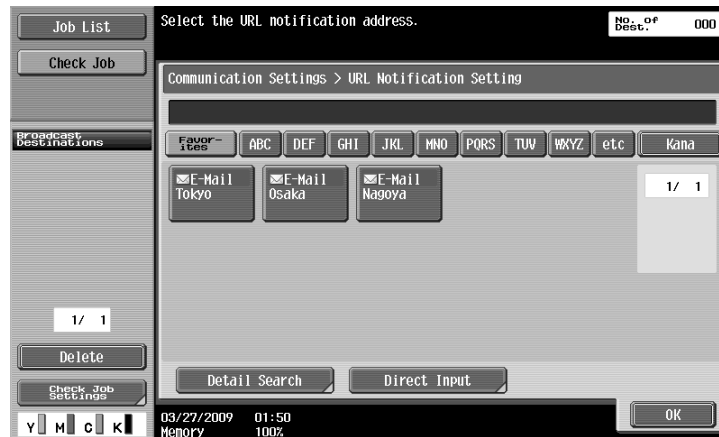 Job List
Check Job
Select the URL notification address.
No. of
Dest.
000
Communication Settings > URL Notification Setting
Broadcast
Destinations
Favor-
ites
ABC
DEF
GHI
JKL
MNO
PQRS
TUV
WXYZ
etc
Kana
E-Mail
Tokyo
E-Mail
Osaka
E-Mail
Nagoya
1/ 1
1/ 1
Delete
Check Job
Settings
Detail Search
Direct Input
Y M C K
03/27/2009 01:50
Memory 100%
OK